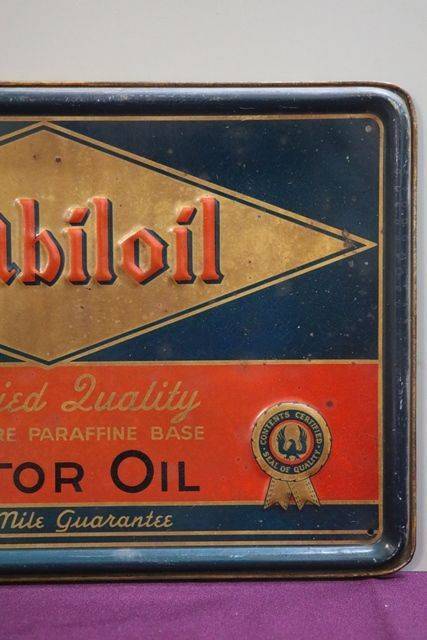 abiloil
ied Quality
RE PARAFFINE BASE
TOR OIL
CONTENTS CERTIFIED
SEAL OF QUALITY
Mile Guarantee